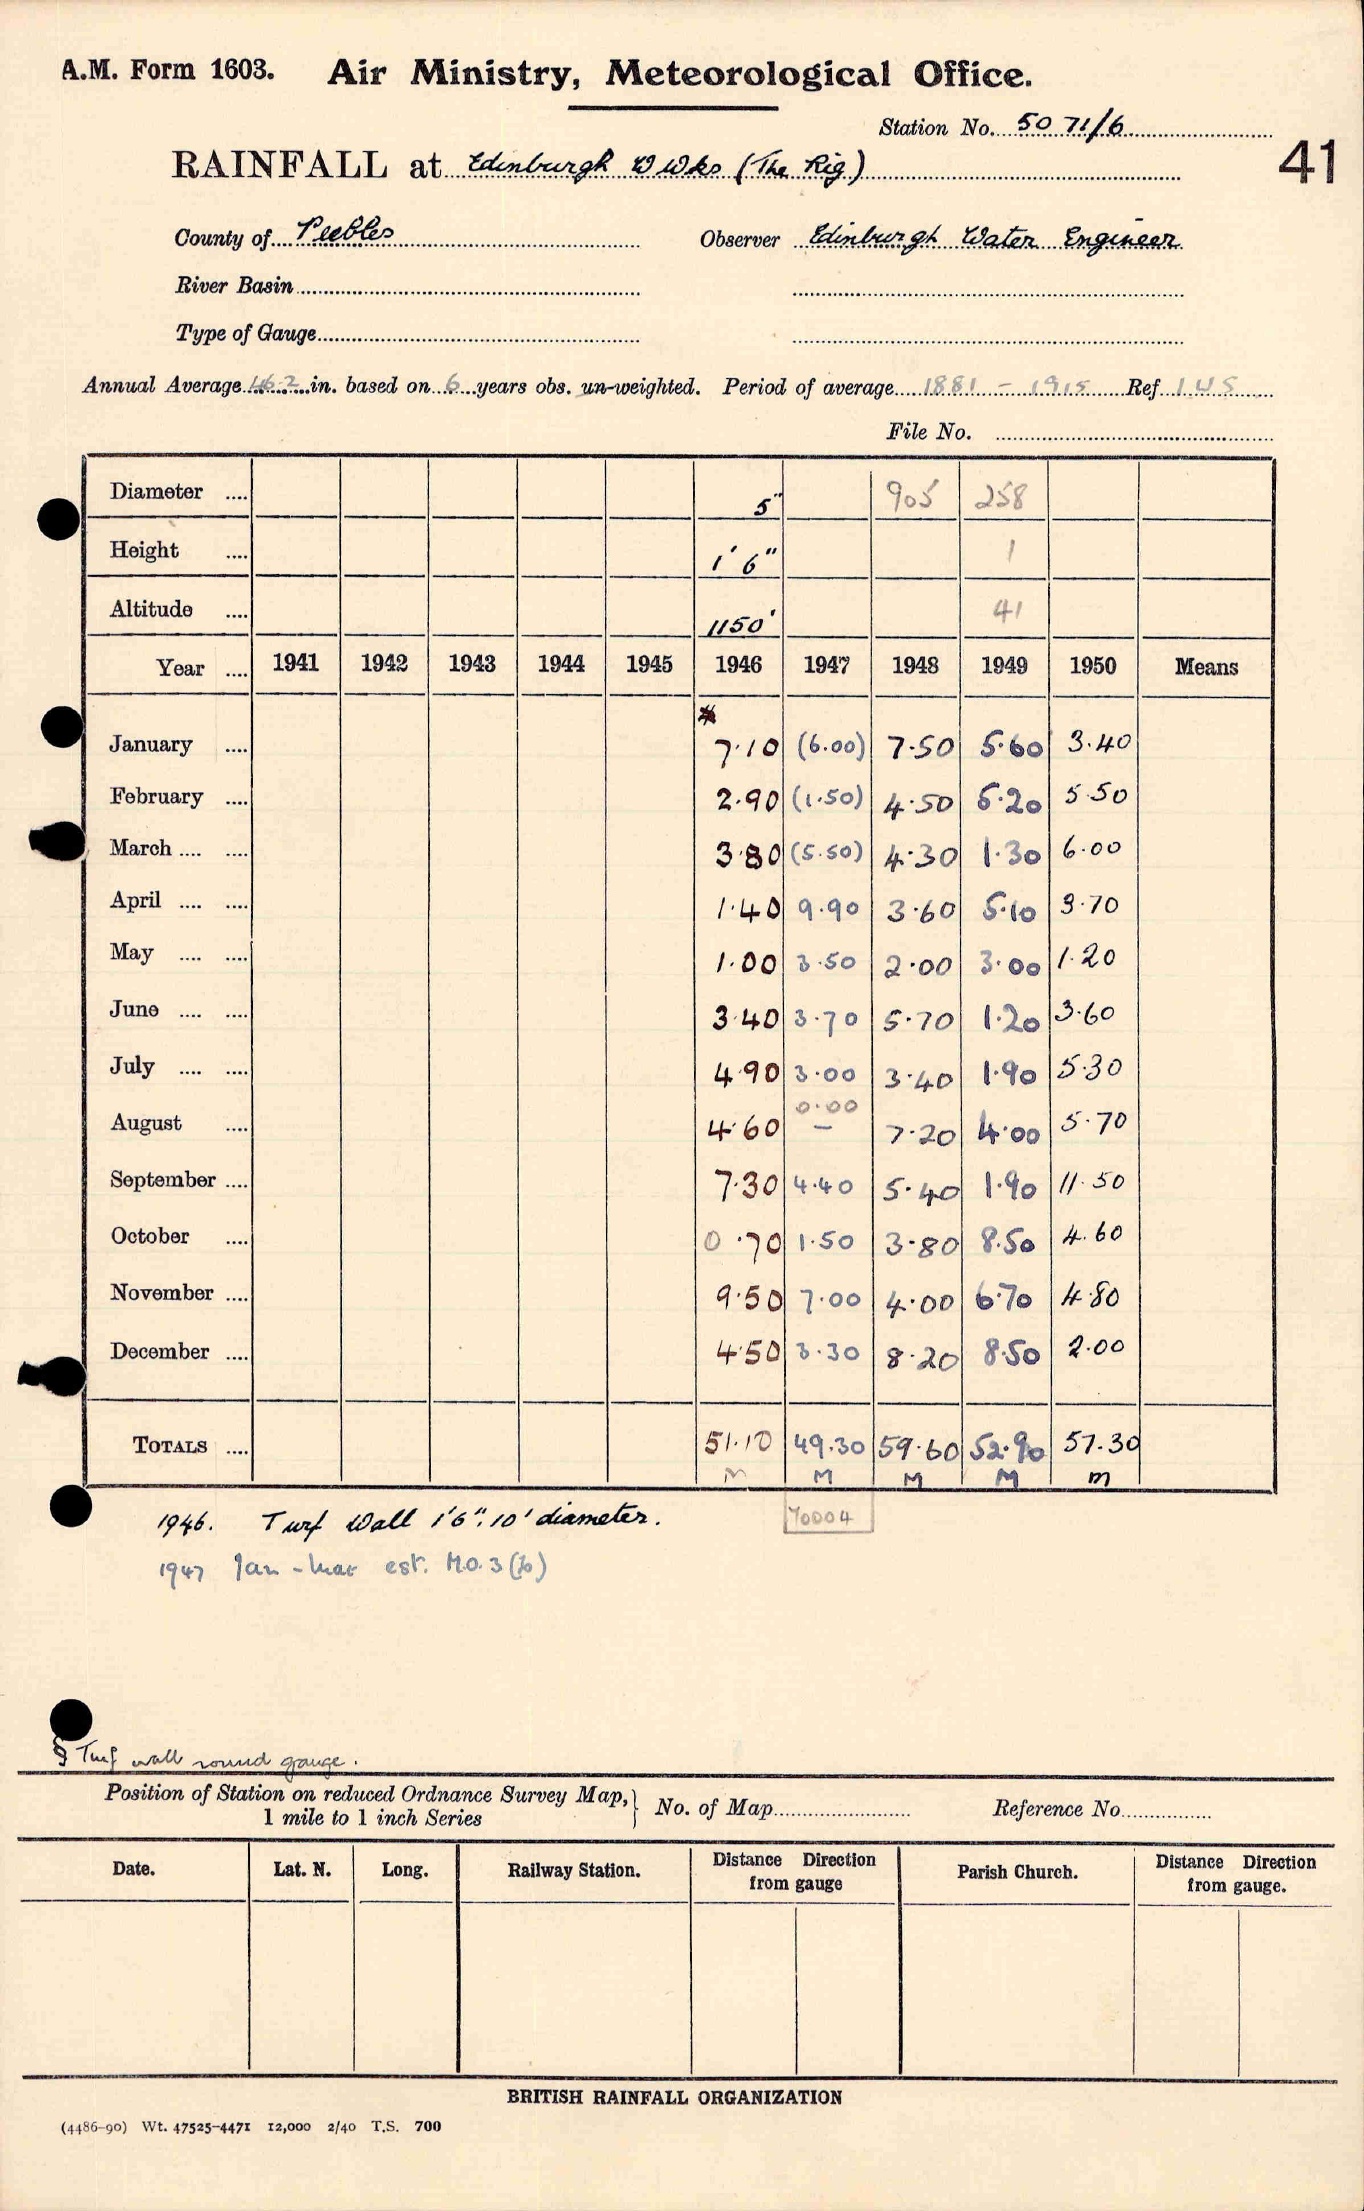 A.M. Form 1603. Air Ministry, Meteorological Office.
Station No. 5071/6
41
RAINFALL at Edinburgh W Wks (The Rig)
County of Peebles Observer Edinburgh Water Engineer
River Basin
Type of Gauge
Annual Average 46.2 in. based on 6 years obs. un-weighted. Period of average 1881 - 1915 Ref
File No.
Diameter .... 5" 905 258
Height .... 1' 6" 1
Altitude .... 1150' 41
Year .... 1941 1942 1943 1944 1945 1946 1947 1948 1949 1950 Means
*
January .... 7.10 (6.00) 7.50 5.60 3.40
February .... 2.90 (1.50) 4.50 5.20 5.50
March .... .... 3.80 (5.50) 4.30 1.30 6.00
April .... .... 1.40 9.90 3.60 5.10 3.70
May .... .... 1.00 3.50 2.00 3.00 1.20
June .... .... 3.40 3.70 5.70 1.20 3.60
July .... .... 4.90 3.00 3.40 1.90 5.30
0.00
August .... 4.60 – 7.20 4.00 5.70
September .... 7.30 4.40 5.40 1.90 11.50
October .... 0.70 1.50 3.80 8.50 4.60
November .... 9.50 7.00 4.00 6.70 4.80
December .... 4.50 3.30 8.20 8.50 2.00
TOTALS .... 51.10 49.30 59.60 52.90 57.30
M M M M m
70004
1946. Turf Wall 1'6". 10' diameter.
1947 Jan - Mar est. M.O.3(b)
§ Turf wall round gauge.
Position of Station on reduced Ordnance Survey Map, 1 mile to 1 inch Series } No. of Map Reference No.
Date. Lat. N. Long. Railway Station. Distance Direction from gauge Parish Church. Distance Direction from gauge.
BRITISH RAINFALL ORGANIZATION
(4486-90) Wt. 47525-4471 12,000 2/40 T.S. 700